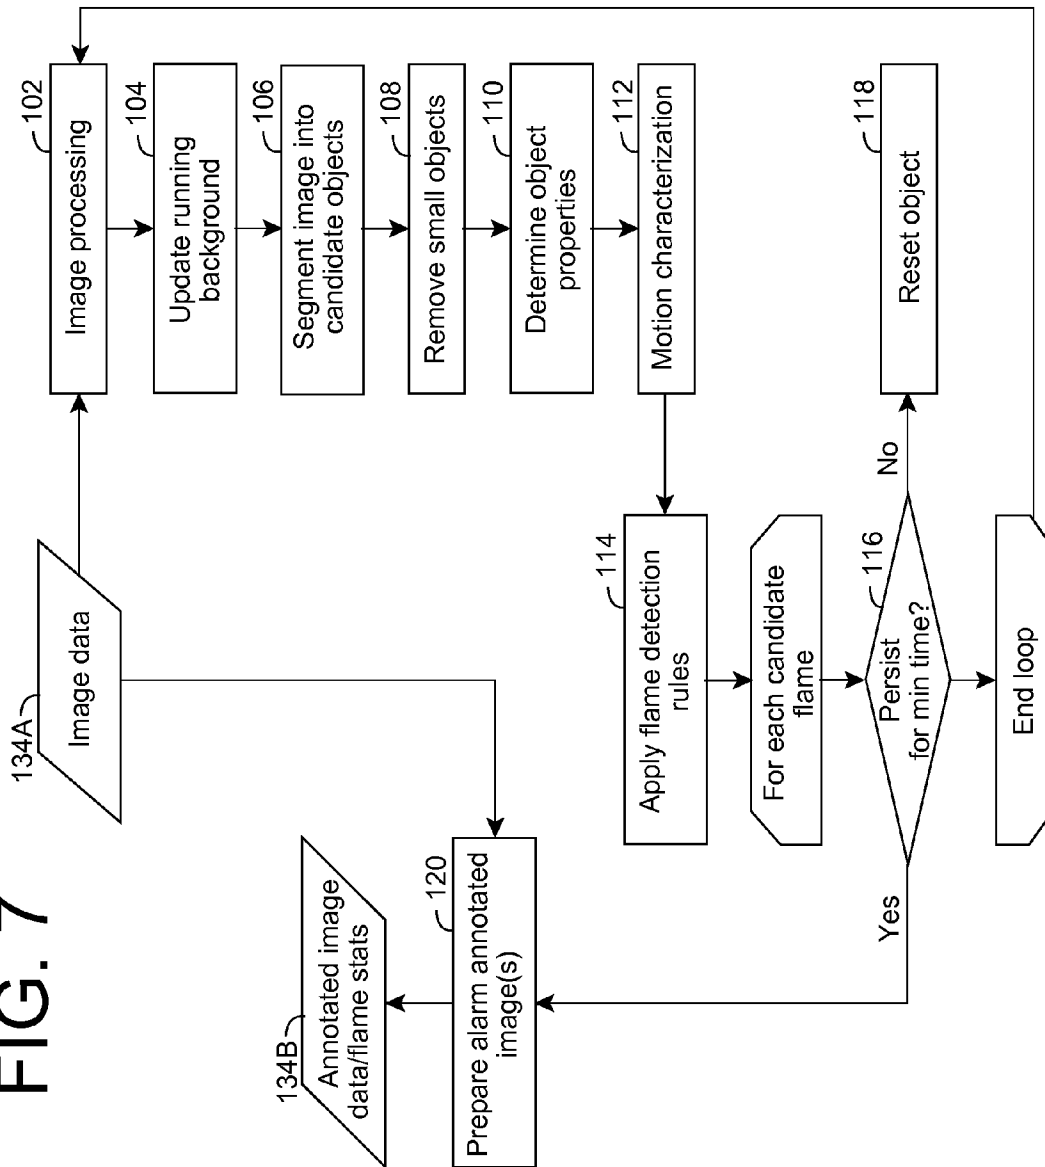 FIG. 7
134A
Image data
102
Image processing
104
Update running
background
106
Segment image into
candidate objects
108
Remove small objects
110
Determine object
properties
112
Motion characterization
114
Apply flame detection
rules
For each candidate
flame
116
Persist
for min time?
No
118
Reset object
Yes
End loop
120
Prepare alarm annotated
image(s)
134B
Annotated image
data/flame stats